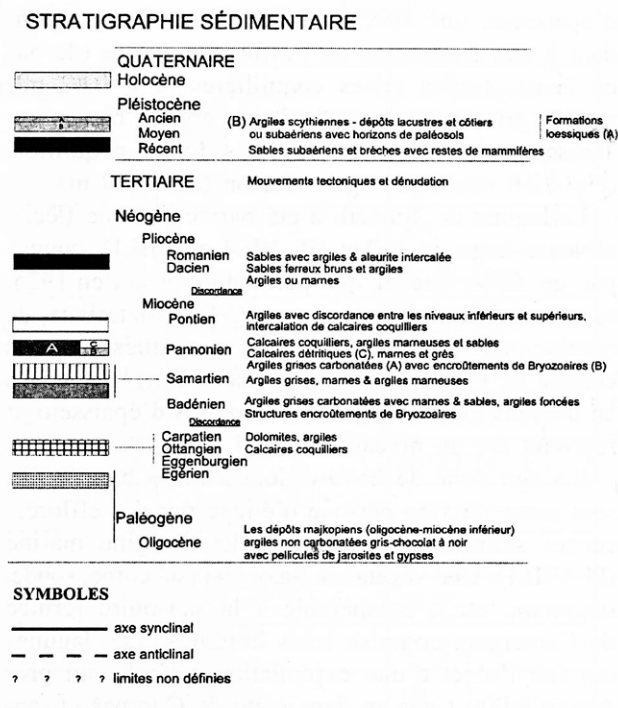 STRATIGRAPHIE SÉDIMENTAIRE
QUATERNAIRE
Holocène
Pléistocène
Ancien
(B) Argiles scythiennes - dépôts lacustres et côtiers
Formations
Moyen
ou subaériens avec horizons de paléosols
loessiques (A)
Récent
Sables subaériens et brèches avec restes de mammifères
TERTIAIRE
Mouvements tectoniques et dénudation
Néogène
Pliocène
Romanien
Sables avec argiles & aleurite intercalée
Dacien
Sables ferreux bruns et argiles
Argiles ou marnes
Discordance
Miocène
Pontien
Argiles avec discordance entre les niveaux inférieurs et supérieurs,
intercalation de calcaires coquilliers
A
C
B
Pannonien
Calcaires coquilliers, argiles marneuses et sables
Calcaires détritiques (C), marnes et grès
Argiles grises carbonatées (A) avec encroûtements de Bryozoaires (B)
Samartien
Argiles grises, marnes & argiles marneuses
Badénien
Argiles grises carbonatées avec marnes & sables, argiles foncées
Discordance
Structures encroûtements de Bryozoaires
Carpatien
Dolomites, argiles
Ottangien
Calcaires coquilliers
Eggenburgien
Egérien
Paléogène
Oligocène
Les dépôts majkopiens (oligocène-miocène inférieur)
argiles non carbonatées gris-chocolat à noir
avec pellicules de jarosites et gypses
SYMBOLES
axe synclinal
axe anticlinal
? ? ? ? limites non définies